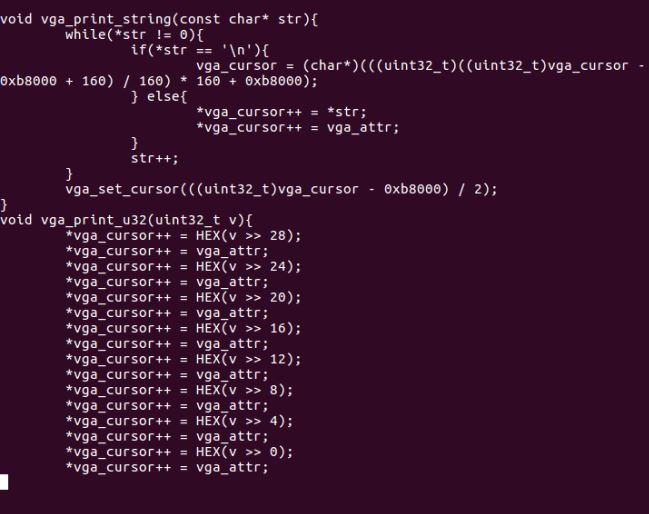 void vga_print_string(const char* str){
        while(*str != 0){
                if(*str == '\n'){
                        vga_cursor = (char*)(((uint32_t)((uint32_t)vga_cursor -
0xb8000 + 160) / 160) * 160 + 0xb8000);
                } else{
                        *vga_cursor++ = *str;
                        *vga_cursor++ = vga_attr;
                }
                str++;
        }
        vga_set_cursor(((uint32_t)vga_cursor - 0xb8000) / 2);
}
void vga_print_u32(uint32_t v){
        *vga_cursor++ = HEX(v >> 28);
        *vga_cursor++ = vga_attr;
        *vga_cursor++ = HEX(v >> 24);
        *vga_cursor++ = vga_attr;
        *vga_cursor++ = HEX(v >> 20);
        *vga_cursor++ = vga_attr;
        *vga_cursor++ = HEX(v >> 16);
        *vga_cursor++ = vga_attr;
        *vga_cursor++ = HEX(v >> 12);
        *vga_cursor++ = vga_attr;
        *vga_cursor++ = HEX(v >> 8);
        *vga_cursor++ = vga_attr;
        *vga_cursor++ = HEX(v >> 4);
        *vga_cursor++ = vga_attr;
        *vga_cursor++ = HEX(v >> 0);
        *vga_cursor++ = vga_attr;